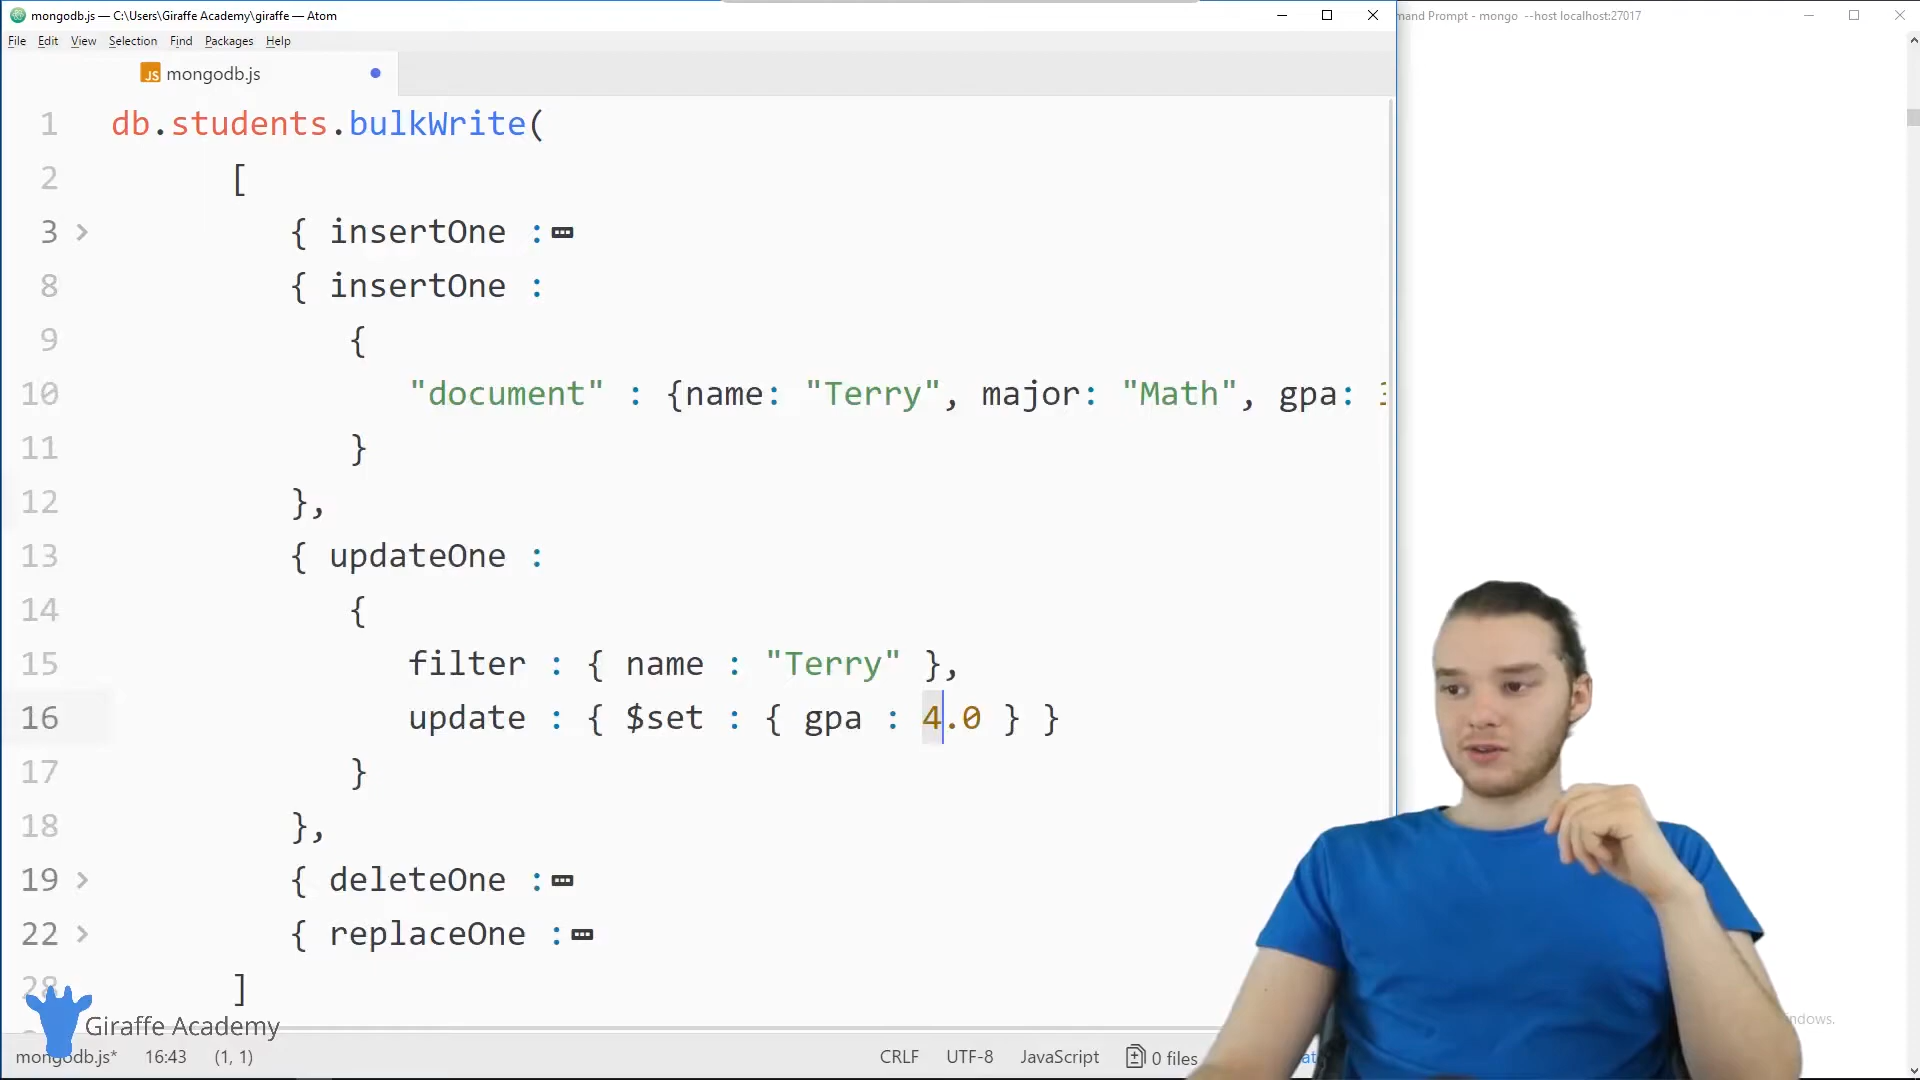 mongodb.js — C:\Users\Giraffe Academy\giraffe — Atom
mand Prompt - mongo --host localhost:27017
File Edit View Selection Find Packages Help
JS mongodb.js
1 db.students.bulkWrite(
2 [
3 { insertOne :
8 { insertOne :
9 {
10 "document" : {name: "Terry", major: "Math", gpa:
11 }
12 },
13 { updateOne :
14 {
15 filter : { name : "Terry" },
16 update : { $set : { gpa : 4.0 } }
17 }
18 },
19 { deleteOne :
22 { replaceOne :
28 ]
Giraffe Academy
ndows.
mongodb.js* 16:43 (1, 1) CRLF UTF-8 JavaScript 0 files